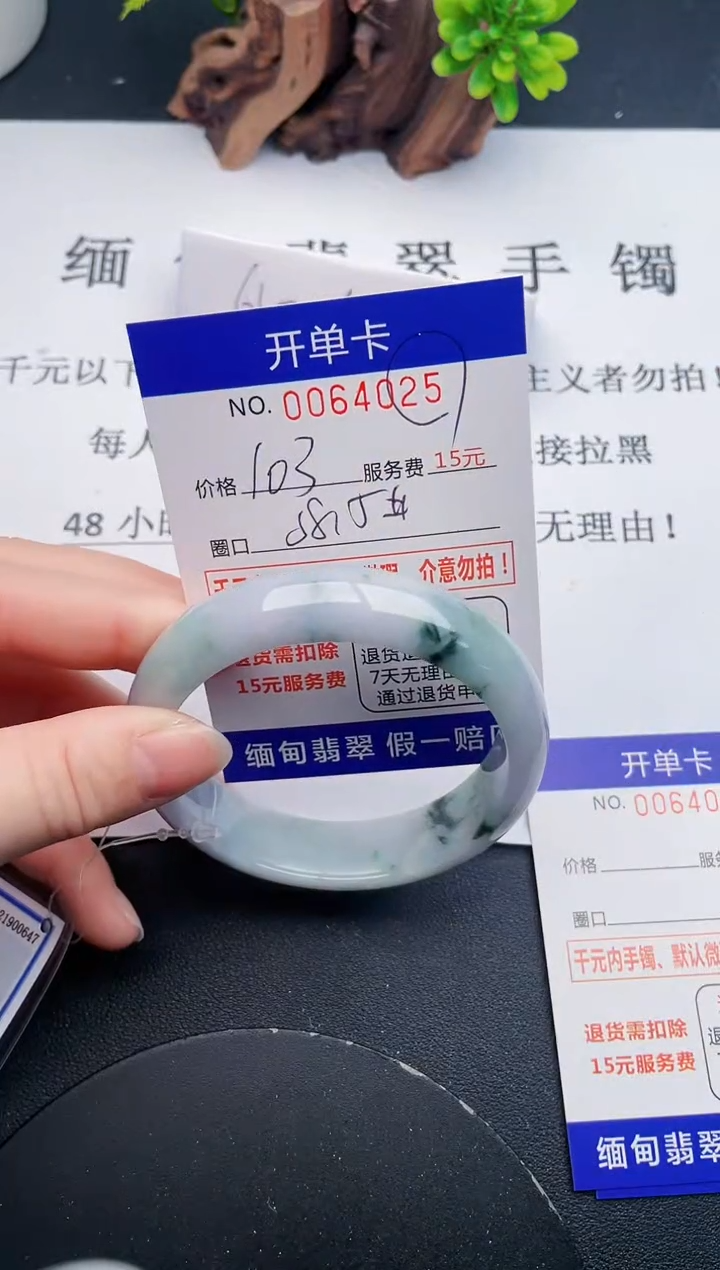 缅 翡 翠 手 镯
千元以下 主义者勿拍！
每人 接拉黑
48 小时 无理由！
开单卡
NO. 0064025
价格 103 服务费 15元
圈口
介意勿拍！
退货需扣除
15元服务费
7天无理由
通过退货申
缅甸翡翠 假一赔
21900647
开单卡
NO. 00640
价格 服务
圈口
千元内手镯、默认微
退货需扣除
15元服务费
缅甸翡翠